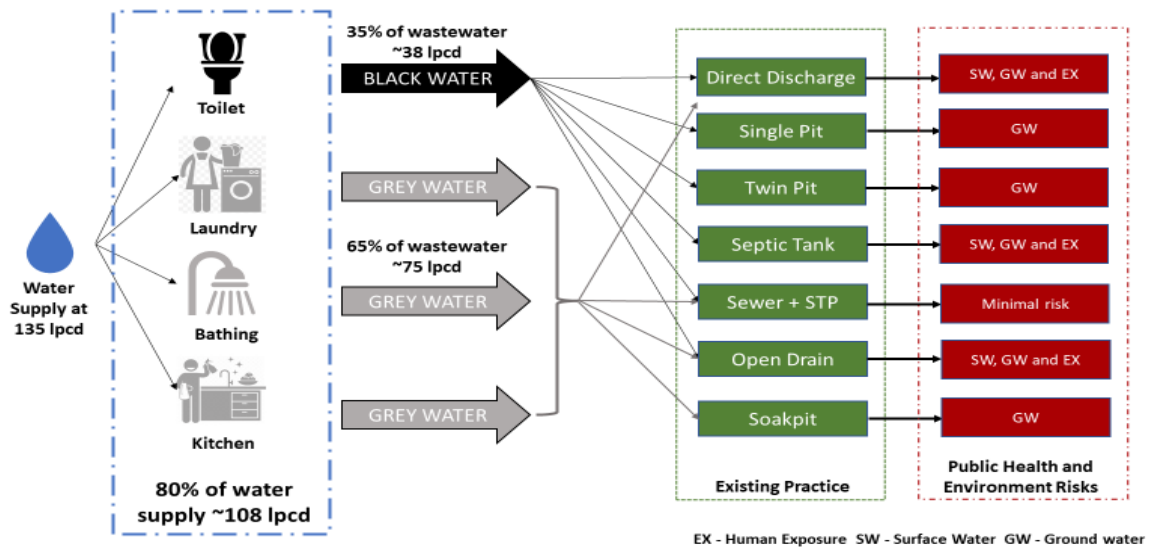 Water
Supply at
135 lpcd
Toilet
Laundry
Bathing
Kitchen
80% of water
supply ~108 lpcd
35% of wastewater
~38 lpcd
BLACK WATER
GREY WATER
65% of wastewater
~75 lpcd
GREY WATER
GREY WATER
Direct Discharge
Single Pit
Twin Pit
Septic Tank
Sewer + STP
Open Drain
Soakpit
Existing Practice
SW, GW and EX
GW
GW
SW, GW and EX
Minimal risk
SW, GW and EX
GW
Public Health and
Environment Risks
EX - Human Exposure SW - Surface Water GW - Ground water